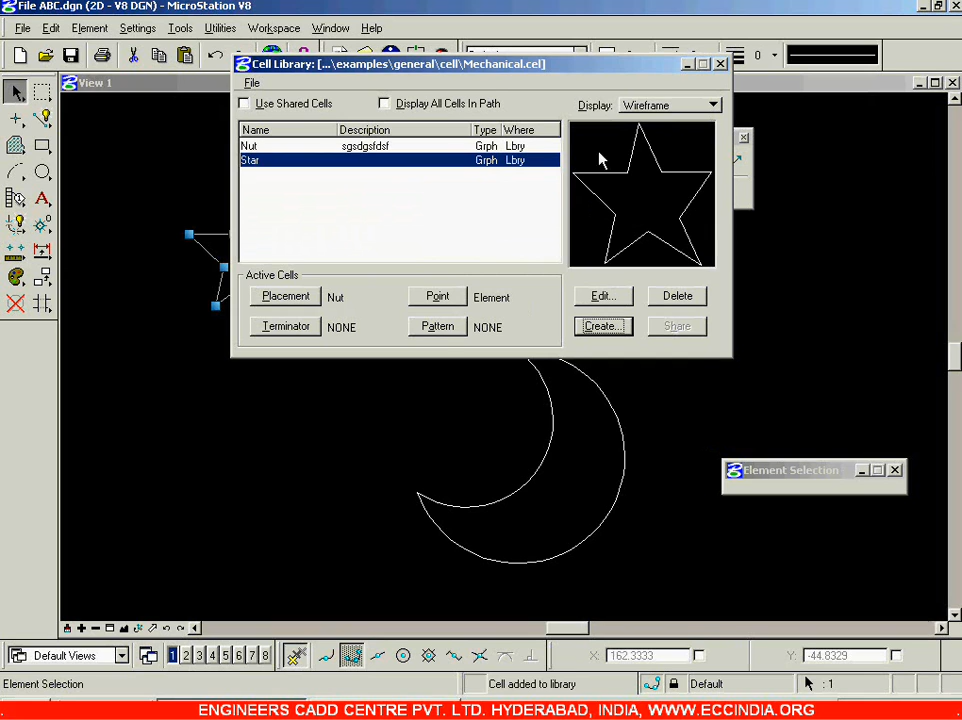 File ABC.dgn (2D - V8 DGN) - MicroStation V8
File Edit Element Settings Tools Utilities Workspace Window Help
0
View 1
Cell Library: [...\examples\general\cell\Mechanical.cel]
File
Use Shared Cells Display All Cells In Path Display: Wireframe
Name Description Type Where
Nut sgsdgsfdsf Grph Lbry
Star Grph Lbry
Active Cells
Placement Nut Point Element Edit... Delete
Terminator NONE Pattern NONE Create... Share
Element Selection
Default Views 1 2 3 4 5 6 7 8 X: 162.3333 Y: -44.8329
Element Selection Cell added to library Default : 1
ENGINEERS CADD CENTRE PVT. LTD. HYDERABAD, INDIA, WWW.ECCINDIA.ORG